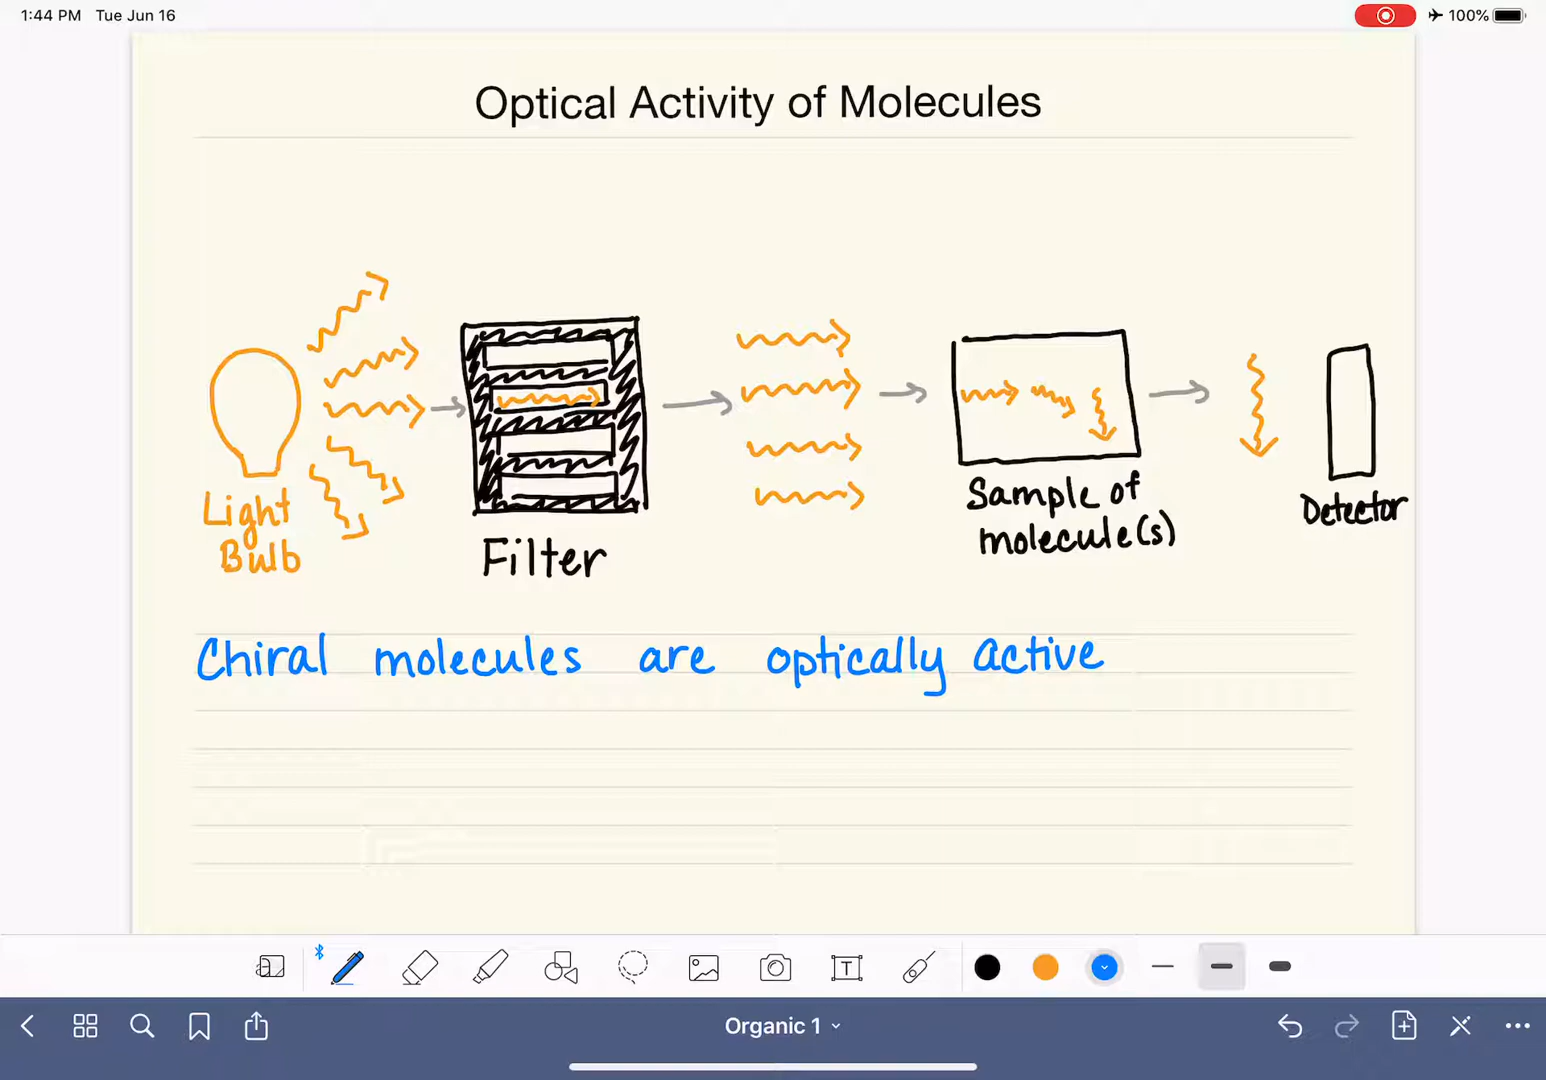 1:44 PM Tue Jun 16
100%
Optical Activity of Molecules
Light
Bulb
Filter
Sample of
molecule(s)
Detector
Chiral molecules are optically active
T
Organic 1